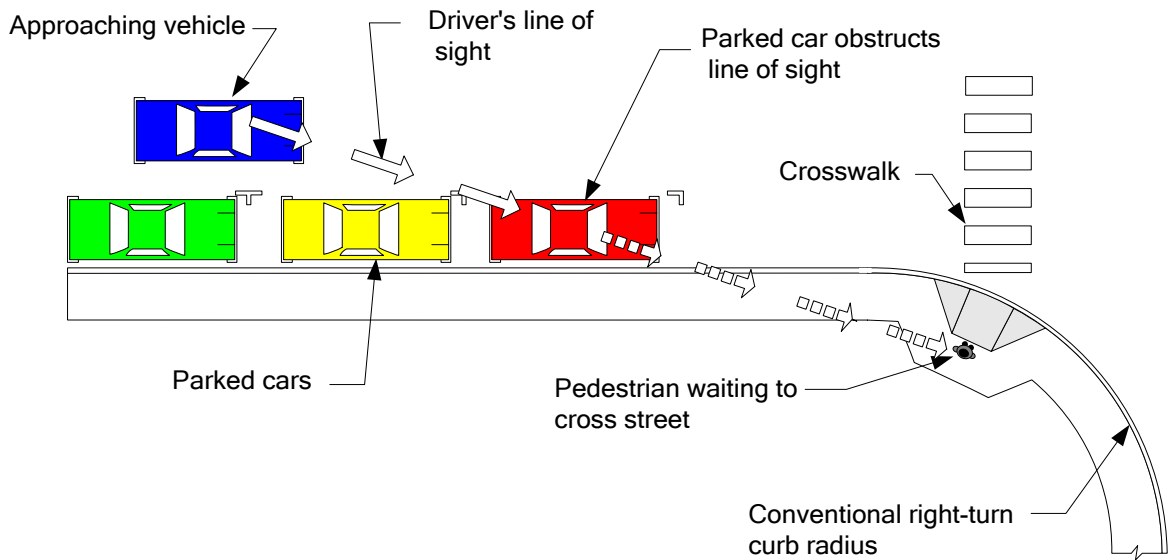 Approaching vehicle
Driver's line of
sight
Parked car obstructs
line of sight
Crosswalk
Parked cars
Pedestrian waiting to
cross street
Conventional right-turn
curb radius